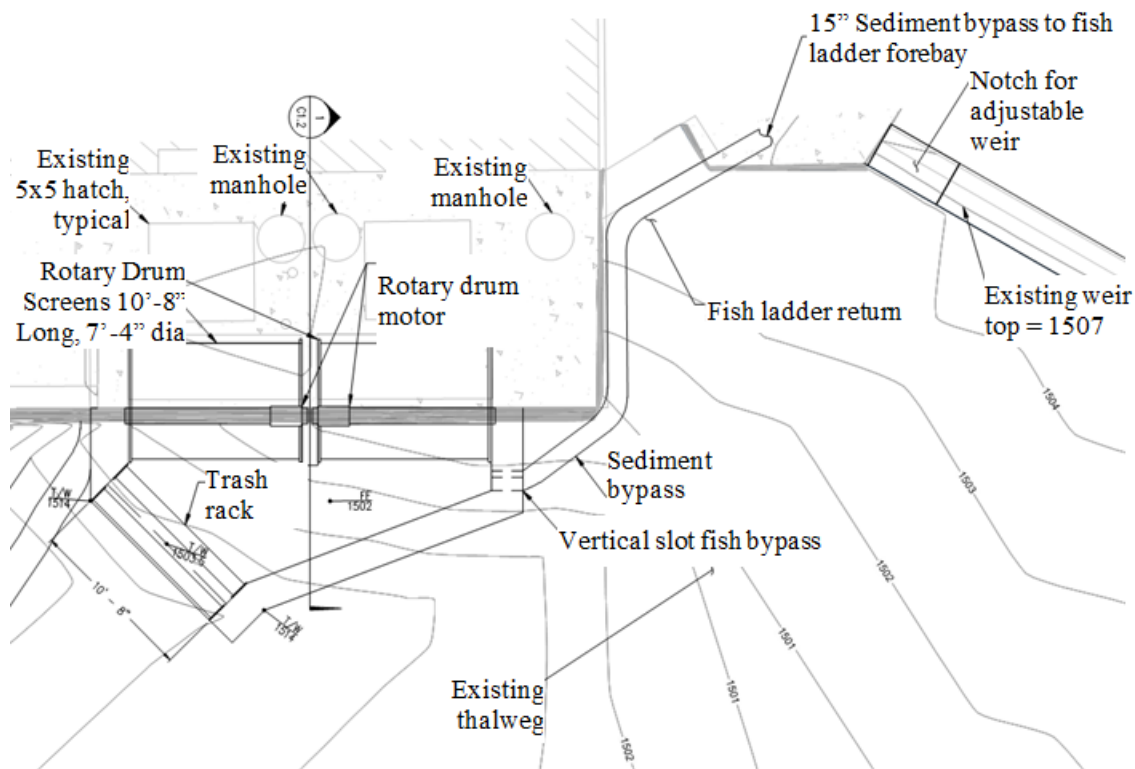 15” Sediment bypass to fish
ladder forebay
Notch for
adjustable
weir
1
C1.2
Existing
5x5 hatch,
typical
Existing
manhole
Existing
manhole
Rotary Drum
Screens 10’-8”
Long, 7’-4” dia
Rotary drum
motor
Fish ladder return
Existing weir
top = 1507
1504
Sediment
bypass
Trash
rack
T/W
1514
FF
1502
1503
Vertical slot fish bypass
T/W
1503.6
1502
10' - 8"
T/W
1514
1501
Existing
thalweg
1501
1502